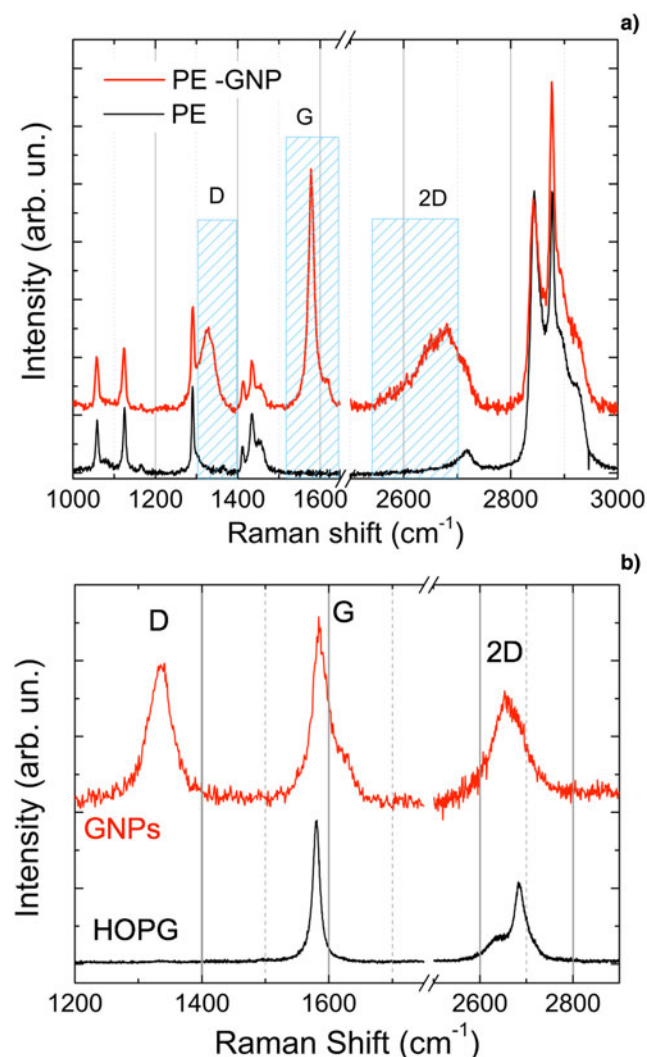 a)
PE -GNP
PE
G
D
2D
Intensity (arb. un.)
1000 1200 1400 1600 2600 2800 3000
Raman shift (cm⁻¹)
b)
D
G
2D
Intensity (arb. un.)
GNPs
HOPG
1200 1400 1600 2600 2800
Raman Shift (cm⁻¹)